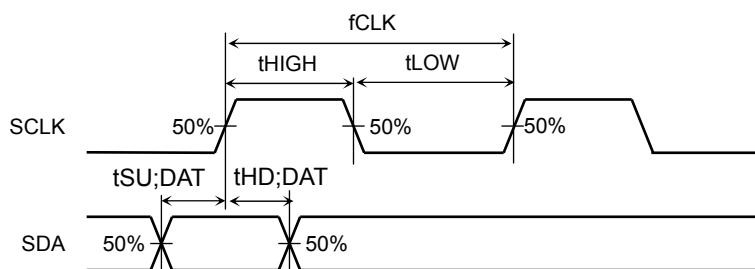 fCLK
tHIGH tLOW
SCLK 50% 50% 50%
tSU;DAT tHD;DAT
SDA 50% 50%